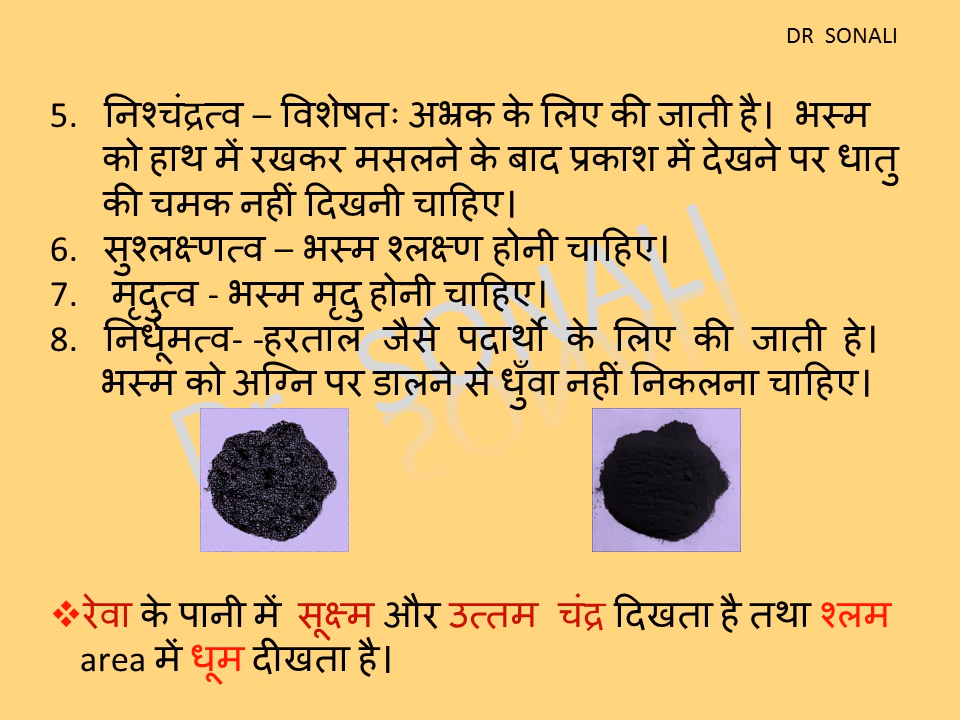 DR SONALI
5. निश्चंद्रत्व – विशेषतः अभ्रक के लिए की जाती है। भस्म
को हाथ में रखकर मसलने के बाद प्रकाश में देखने पर धातु
की चमक नहीं दिखनी चाहिए।
6. सुश्लक्ष्णत्व – भस्म श्लक्ष्ण होनी चाहिए।
7. मृदुत्व - भस्म मृदु होनी चाहिए।
8. निर्धूमत्व- -हरताल जैसे पदार्थो के लिए की जाती हे।
भस्म को अग्नि पर डालने से धुँवा नहीं निकलना चाहिए।
Dr. SONALI
❖रेवा के पानी में सूक्ष्म और उत्तम चंद्र दिखता है तथा श्लम
area में धूम दीखता है।